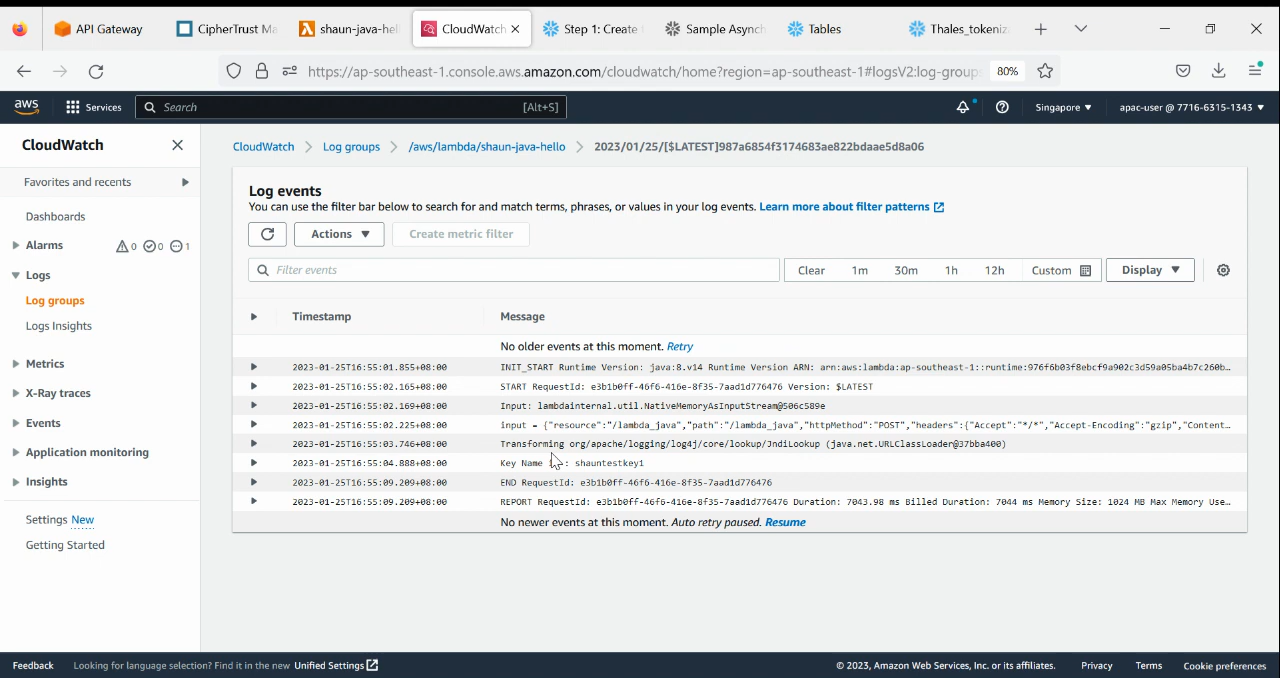 API Gateway
CipherTrust Ma
shaun-java-hel
CloudWatch
Step 1: Create
Sample Asynch
Tables
Thales_tokeniz
https://ap-southeast-1.console.aws.amazon.com/cloudwatch/home?region=ap-southeast-1#logsV2:log-group
80%
aws
Services
Search
[Alt+S]
Singapore
apac-user @ 7716-6315-1343
CloudWatch
CloudWatch
Log groups
/aws/lambda/shaun-java-hello
2023/01/25/[$LATEST]987a6854f3174683ae822bdaae5d8a06
Favorites and recents
Dashboards
Alarms
0
0
1
Logs
Log groups
Logs Insights
Metrics
X-Ray traces
Events
Application monitoring
Insights
Settings New
Getting Started
Log events
You can use the filter bar below to search for and match terms, phrases, or values in your log events. Learn more about filter patterns
Actions
Create metric filter
Filter events
Clear
1m
30m
1h
12h
Custom
Display
Timestamp
Message
No older events at this moment. Retry
2023-01-25T16:55:01.855+08:00 INIT_START Runtime Version: java:8.v14 Runtime Version ARN: arn:aws:lambda:ap-southeast-1::runtime:976f6b03f8ebcf9a902c3d59a05ba4b7c260b…
2023-01-25T16:55:02.165+08:00 START RequestId: e3b1b0ff-46f6-416e-8f35-7aad1d776476 Version: $LATEST
2023-01-25T16:55:02.169+08:00 Input: lambdainternal.util.NativeMemoryAsInputStream@506c589e
2023-01-25T16:55:02.225+08:00 input = {"resource":"/lambda_java","path":"/lambda_java","httpMethod":"POST","headers":{"Accept":"*/*","Accept-Encoding":"gzip","Content…
2023-01-25T16:55:03.746+08:00 Transforming org/apache/logging/log4j/core/lookup/JndiLookup (java.net.URLClassLoader@37bba400)
2023-01-25T16:55:04.888+08:00 Key Name : shauntestkey1
2023-01-25T16:55:09.209+08:00 END RequestId: e3b1b0ff-46f6-416e-8f35-7aad1d776476
2023-01-25T16:55:09.209+08:00 REPORT RequestId: e3b1b0ff-46f6-416e-8f35-7aad1d776476 Duration: 7043.98 ms Billed Duration: 7044 ms Memory Size: 1024 MB Max Memory Use…
No newer events at this moment. Auto retry paused. Resume
Feedback
Looking for language selection? Find it in the new Unified Settings
© 2023, Amazon Web Services, Inc. or its affiliates.
Privacy
Terms
Cookie preferences